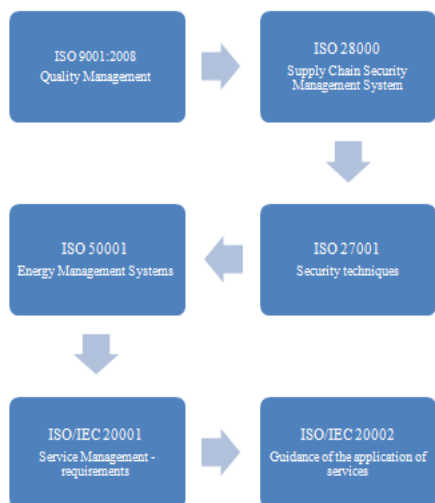 ISO 9001:2008
Quality Management
ISO 28000
Supply Chain Security
Management System
ISO 27001
Security techniques
ISO 50001
Energy Management Systems
ISO/IEC 20001
Service Management -
requirements
ISO/IEC 20002
Guidance of the application of
services